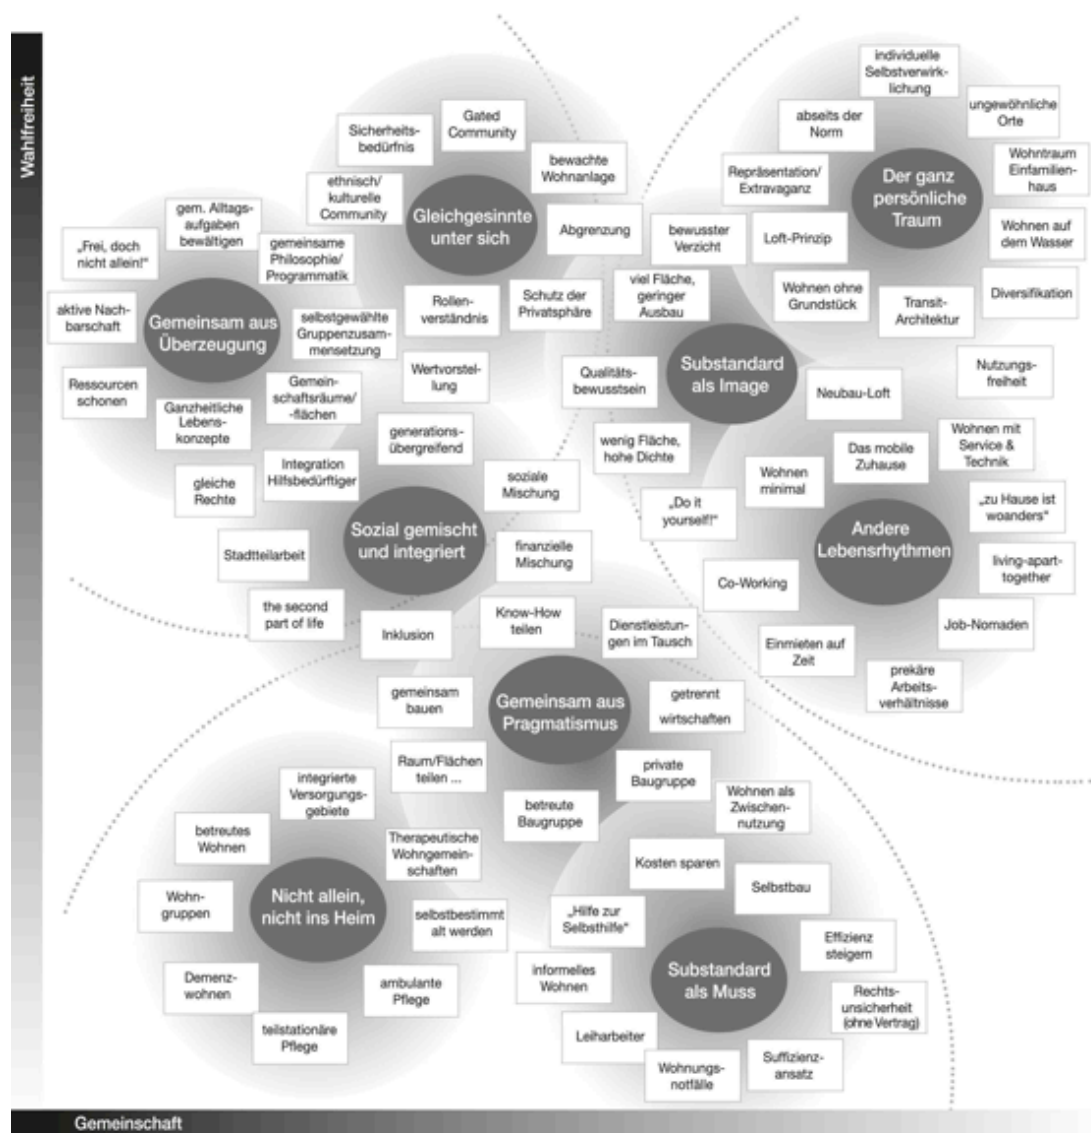 Wahlfreiheit
individuelle
Selbstverwirk-
lichung
ungewöhnliche
Orte
abseits der
Norm
Repräsentation/
Extravaganz
Der ganz
persönliche
Traum
Wohntraum
Einfamilien-
haus
Loft-Prinzip
Wohnen auf
dem Wasser
Wohnen ohne
Grundstück
Transit-
Architektur
Diversifikation
Nutzungs-
freiheit
Gated
Community
Sicherheits-
bedürfnis
bewachte
Wohnanlage
ethnisch/
kulturelle
Community
Gleichgesinnte
unter sich
Abgrenzung
Schutz der
Privatsphäre
Rollen-
verständnis
Wertvorstel-
lung
gem. Alltags-
aufgaben
bewältigen
„Frei, doch
nicht allein!“
gemeinsame
Philosophie/
Programmatik
aktive Nach-
barschaft
Gemeinsam aus
Überzeugung
selbstgewählte
Gruppenzusam-
mensetzung
Ressourcen
schonen
Gemein-
schaftsräume/
-flächen
Ganzheitliche
Lebens-
konzepte
bewusster
Verzicht
viel Fläche,
geringer
Ausbau
Substandard
als Image
Qualitäts-
bewusstsein
Neubau-Loft
wenig Fläche,
hohe Dichte
„Do it
yourself!“
generations-
übergreifend
Integration
Hilfsbedürftiger
gleiche
Rechte
soziale
Mischung
Sozial gemischt
und integriert
Stadtteilarbeit
finanzielle
Mischung
the second
part of life
Inklusion
Das mobile
Zuhause
Wohnen mit
Service &
Technik
Wohnen
minimal
„zu Hause ist
woanders“
Andere
Lebensrhythmen
living-apart-
together
Co-Working
Job-Nomaden
Einmieten auf
Zeit
prekäre
Arbeits-
verhältnisse
Know-How
teilen
Dienstleistun-
gen im Tausch
gemeinsam
bauen
Gemeinsam aus
Pragmatismus
getrennt
wirtschaften
Raum/Flächen
teilen ...
private
Baugruppe
betreute
Baugruppe
integrierte
Versorgungs-
gebiete
betreutes
Wohnen
Therapeutische
Wohngemein-
schaften
Wohn-
gruppen
Nicht allein,
nicht ins Heim
selbstbestimmt
alt werden
Demenz-
wohnen
ambulante
Pflege
teilstationäre
Pflege
Wohnen als
Zwischen-
nutzung
Kosten sparen
Selbstbau
„Hilfe zur
Selbsthilfe“
Effizienz
steigern
informelles
Wohnen
Substandard
als Muss
Rechts-
unsicherheit
(ohne Vertrag)
Leiharbeiter
Wohnungs-
notfälle
Suffizienz-
ansatz
Gemeinschaft